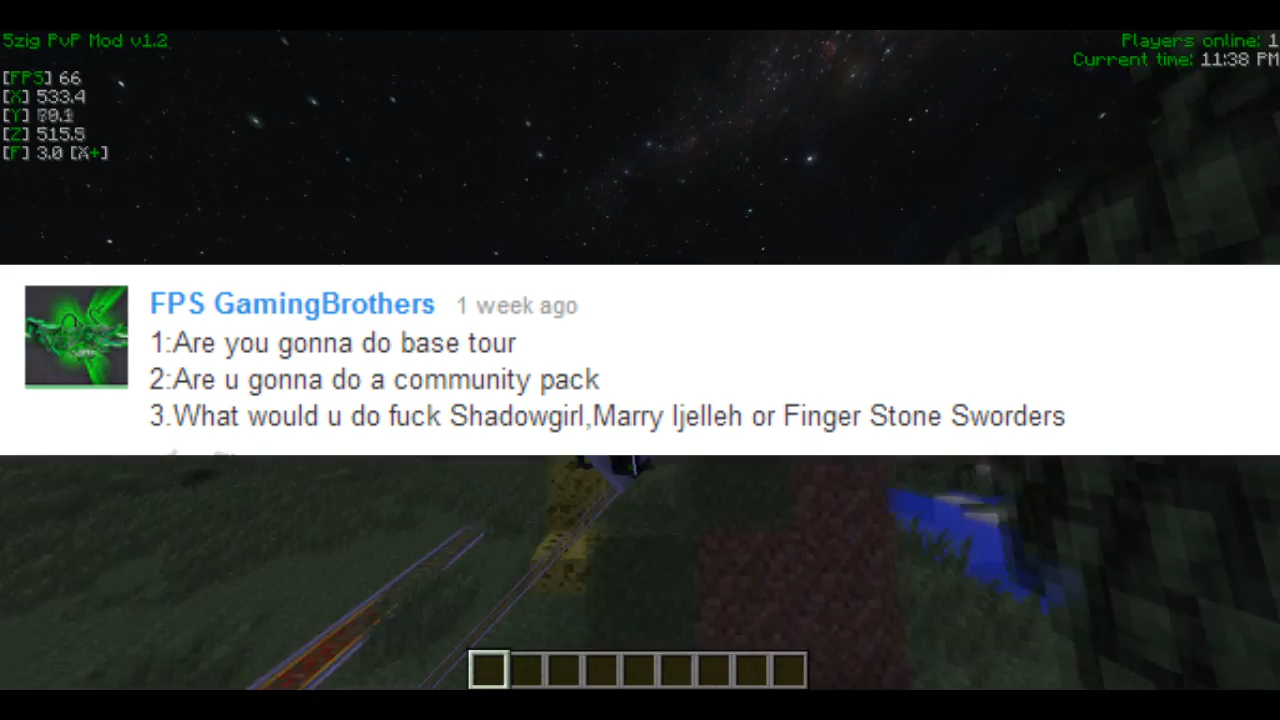 5zig PvP Mod v1.2
Players online: 1
Current time: 11:38 PM
[FPS] 66
[X] 533.4
[Y]
[Z] 515.5
[F] 3.0 [X+]
FPS GamingBrothers 1 week ago
1:Are you gonna do base tour
2:Are u gonna do a community pack
3.What would u do fuck Shadowgirl,Marry Ijelleh or Finger Stone Sworders